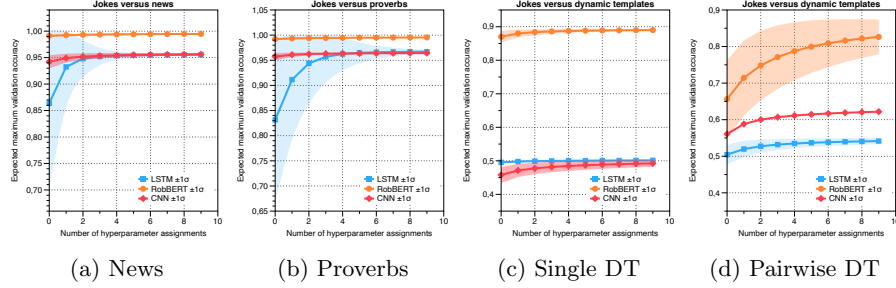 Jokes versus news
Expected maximum validation accuracy
1,00
0,95
0,90
0,85
0,80
0,75
0,70
LSTM ±1σ
RobBERT ±1σ
CNN ±1σ
0 2 4 6 8 10
Number of hyperparameter assignments
(a) News
Jokes versus proverbs
Expected maximum validation accuracy
1,05
1,00
0,95
0,90
0,85
0,80
0,75
0,70
0,65
LSTM ±1σ
RobBERT ±1σ
CNN ±1σ
0 2 4 6 8 10
Number of hyperparameter assignments
(b) Proverbs
Jokes versus dynamic templates
Expected maximum validation accuracy
0,9
0,8
0,7
0,6
0,5
0,4
LSTM ±1σ
RobBERT ±1σ
CNN ±1σ
0 2 4 6 8 10
Number of hyperparameter assignments
(c) Single DT
Jokes versus dynamic templates
Expected maximum validation accuracy
0,9
0,8
0,7
0,6
0,5
0,4
LSTM ±1σ
RobBERT ±1σ
CNN ±1σ
0 2 4 6 8 10
Number of hyperparameter assignments
(d) Pairwise DT